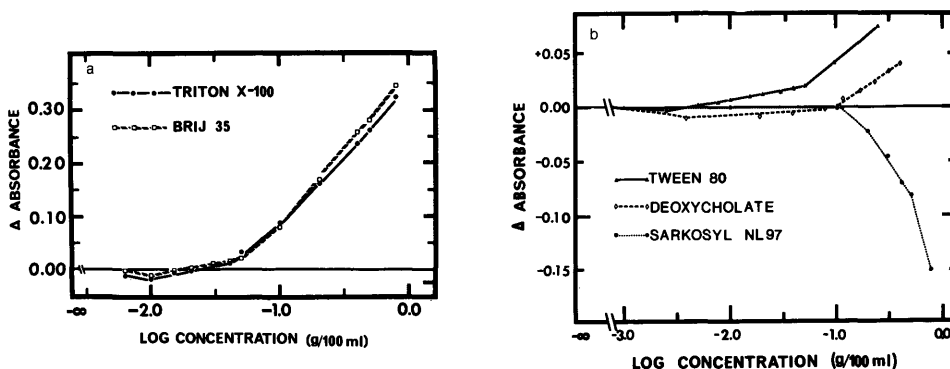 a
TRITON X-100
BRIJ 35
0.30
0.20
0.10
0.00
Δ ABSORBANCE
-∞
-2.0
-1.0
0.0
LOG CONCENTRATION (g/100 ml)
b
+0.05
0.00
-0.05
-0.10
-0.15
Δ ABSORBANCE
TWEEN 80
DEOXYCHOLATE
SARKOSYL NL97
-∞
-3.0
-2.0
-1.0
0.0
LOG CONCENTRATION (g/100 ml)